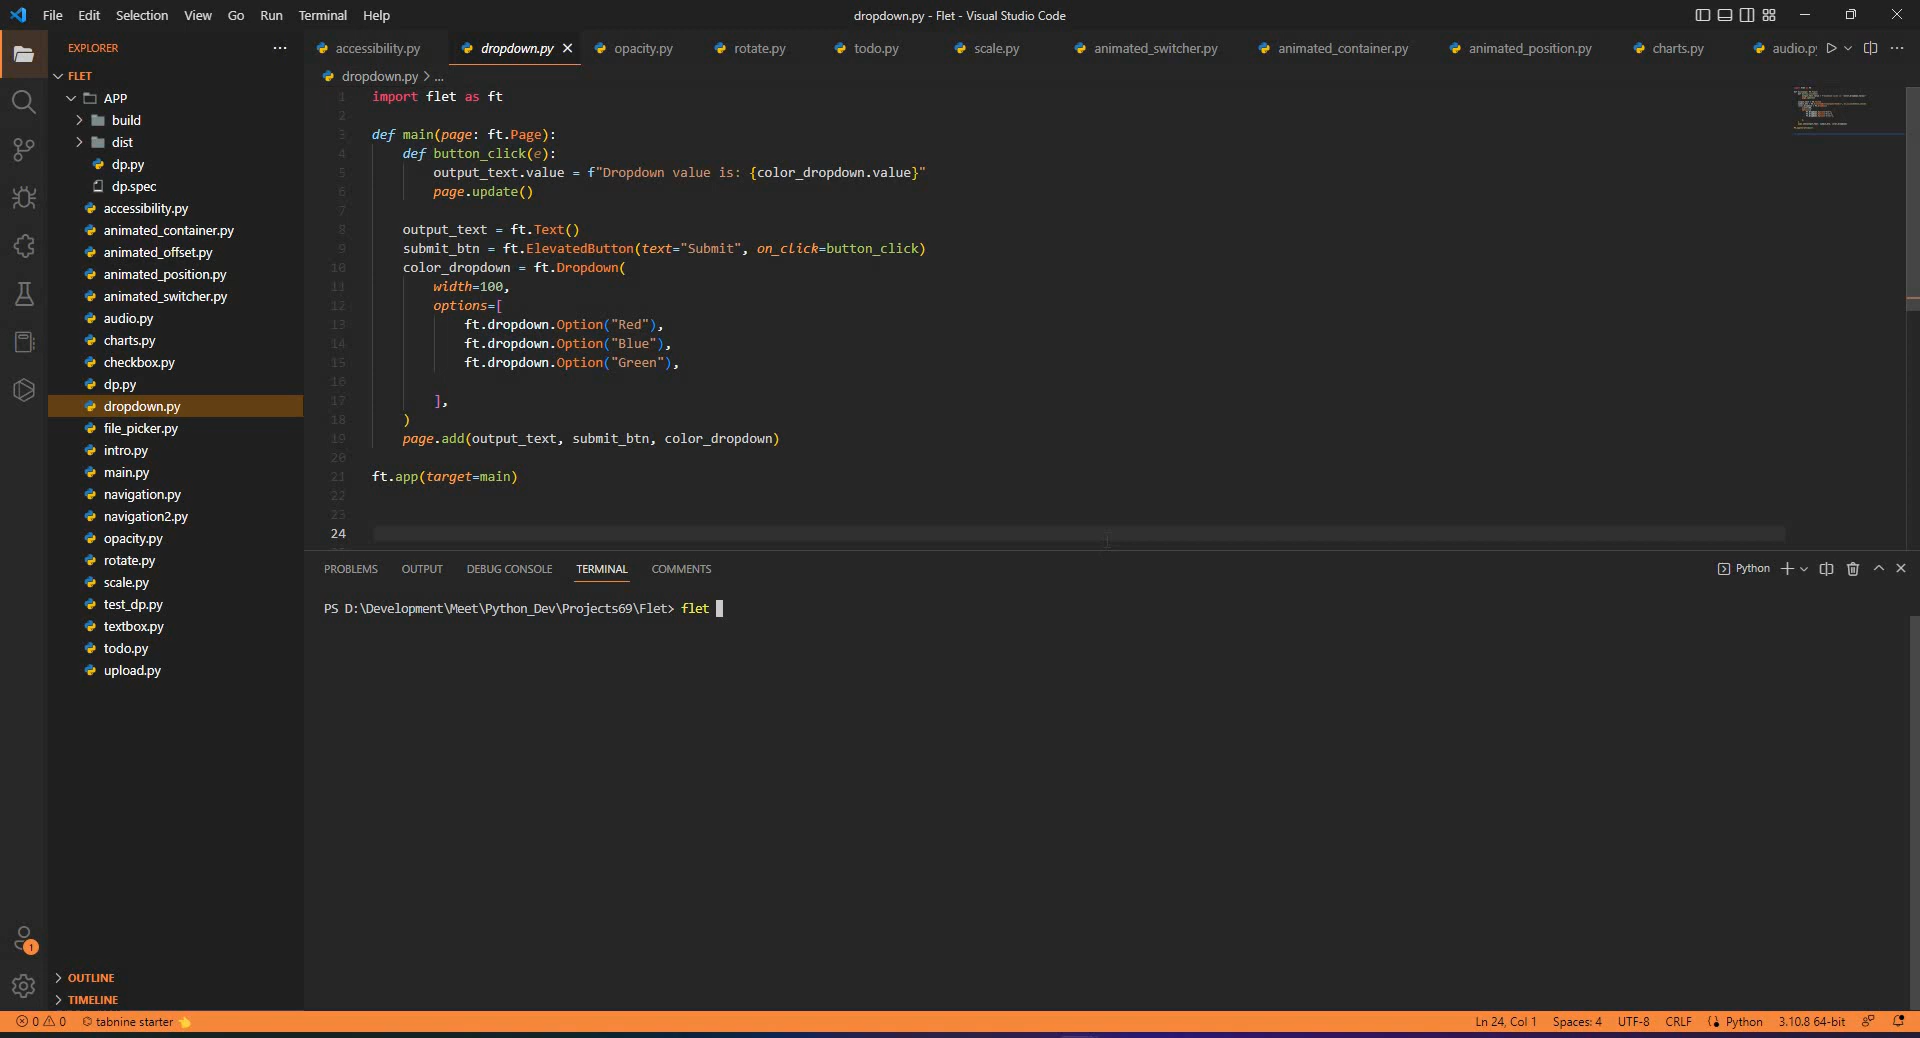 File Edit Selection View Go Run Terminal Help
dropdown.py - Flet - Visual Studio Code
EXPLORER
FLET
APP
build
dist
dp.py
dp.spec
accessibility.py
animated_container.py
animated_offset.py
animated_position.py
animated_switcher.py
audio.py
charts.py
checkbox.py
dp.py
dropdown.py
file_picker.py
intro.py
main.py
navigation.py
navigation2.py
opacity.py
rotate.py
scale.py
test_dp.py
textbox.py
todo.py
upload.py
1
OUTLINE
TIMELINE
accessibility.py dropdown.py opacity.py rotate.py todo.py scale.py animated_switcher.py animated_container.py animated_position.py charts.py audio.py
dropdown.py > ...
1 import flet as ft
2
3 def main(page: ft.Page):
4 def button_click(e):
5 output_text.value = f"Dropdown value is: {color_dropdown.value}"
6 page.update()
7
8 output_text = ft.Text()
9 submit_btn = ft.ElevatedButton(text="Submit", on_click=button_click)
10 color_dropdown = ft.Dropdown(
11 width=100,
12 options=[
13 ft.dropdown.Option("Red"),
14 ft.dropdown.Option("Blue"),
15 ft.dropdown.Option("Green"),
16
17 ],
18 )
19 page.add(output_text, submit_btn, color_dropdown)
20
21 ft.app(target=main)
22
23
24
PROBLEMS OUTPUT DEBUG CONSOLE TERMINAL COMMENTS
Python
PS D:\Development\Meet\Python_Dev\Projects69\Flet> flet
0 0 tabnine starter
Ln 24, Col 1 Spaces: 4 UTF-8 CRLF Python 3.10.8 64-bit